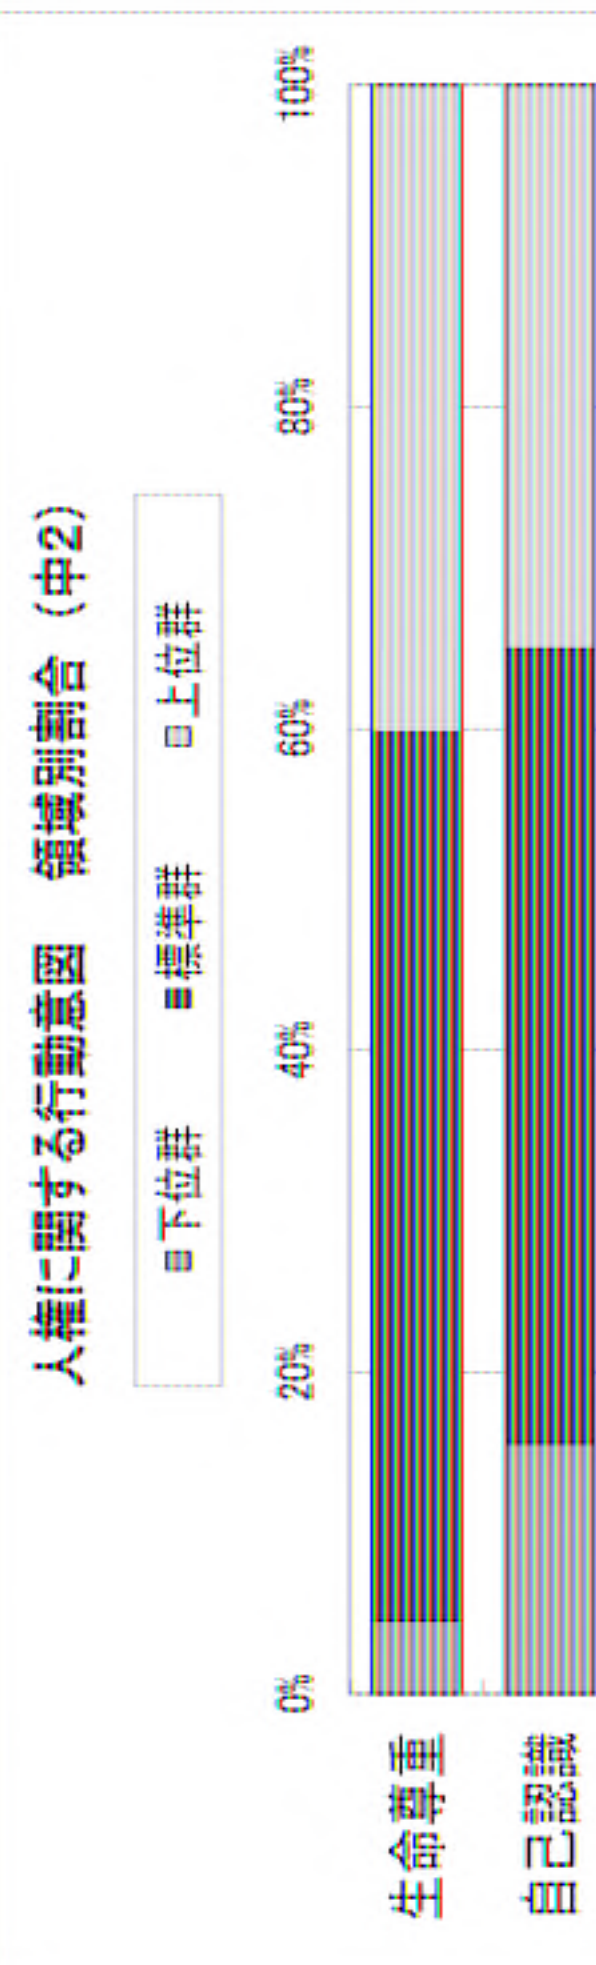 人権に関する行動意図　領域別割合（中2）
■下位群　■標準群　□上位群
0%　20%　40%　60%　80%　100%
生命尊重
自己認識